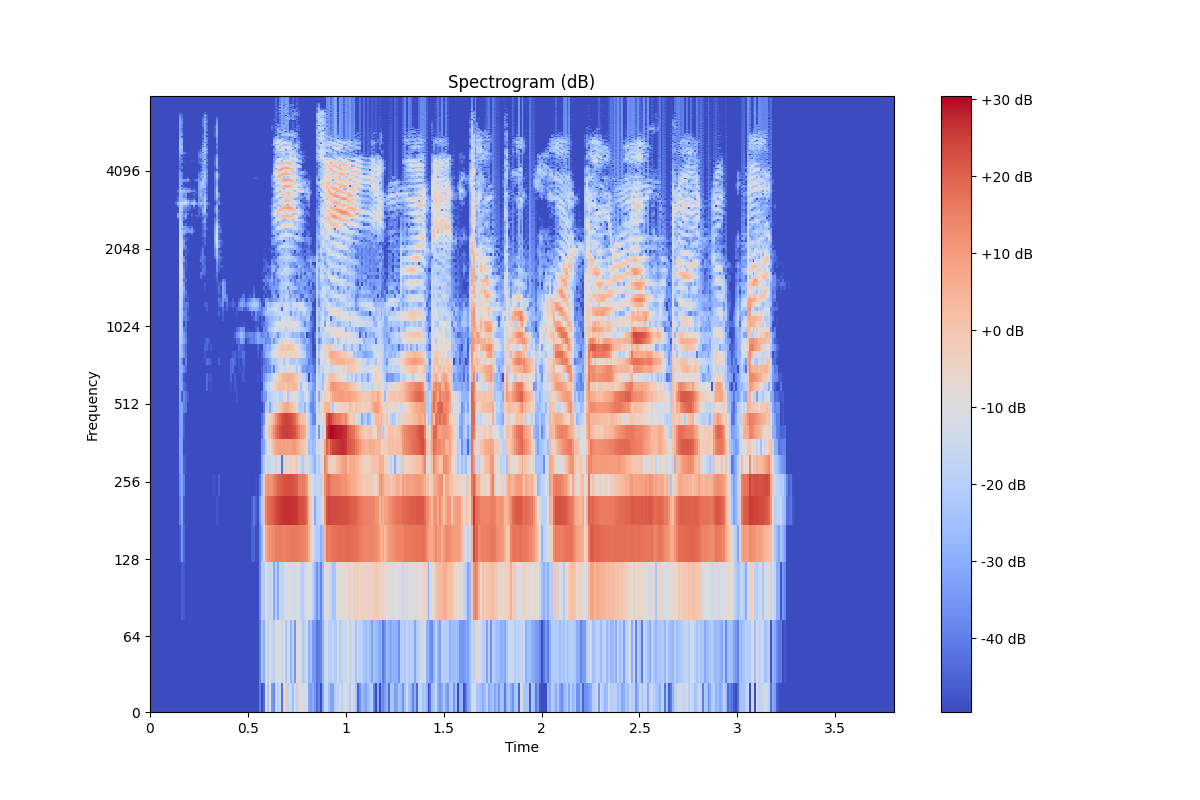 Spectrogram (dB)
+30 dB
+20 dB
+10 dB
+0 dB
-10 dB
-20 dB
-30 dB
-40 dB
Frequency
4096
2048
1024
512
256
128
64
0
0 0.5 1 1.5 2 2.5 3 3.5
Time